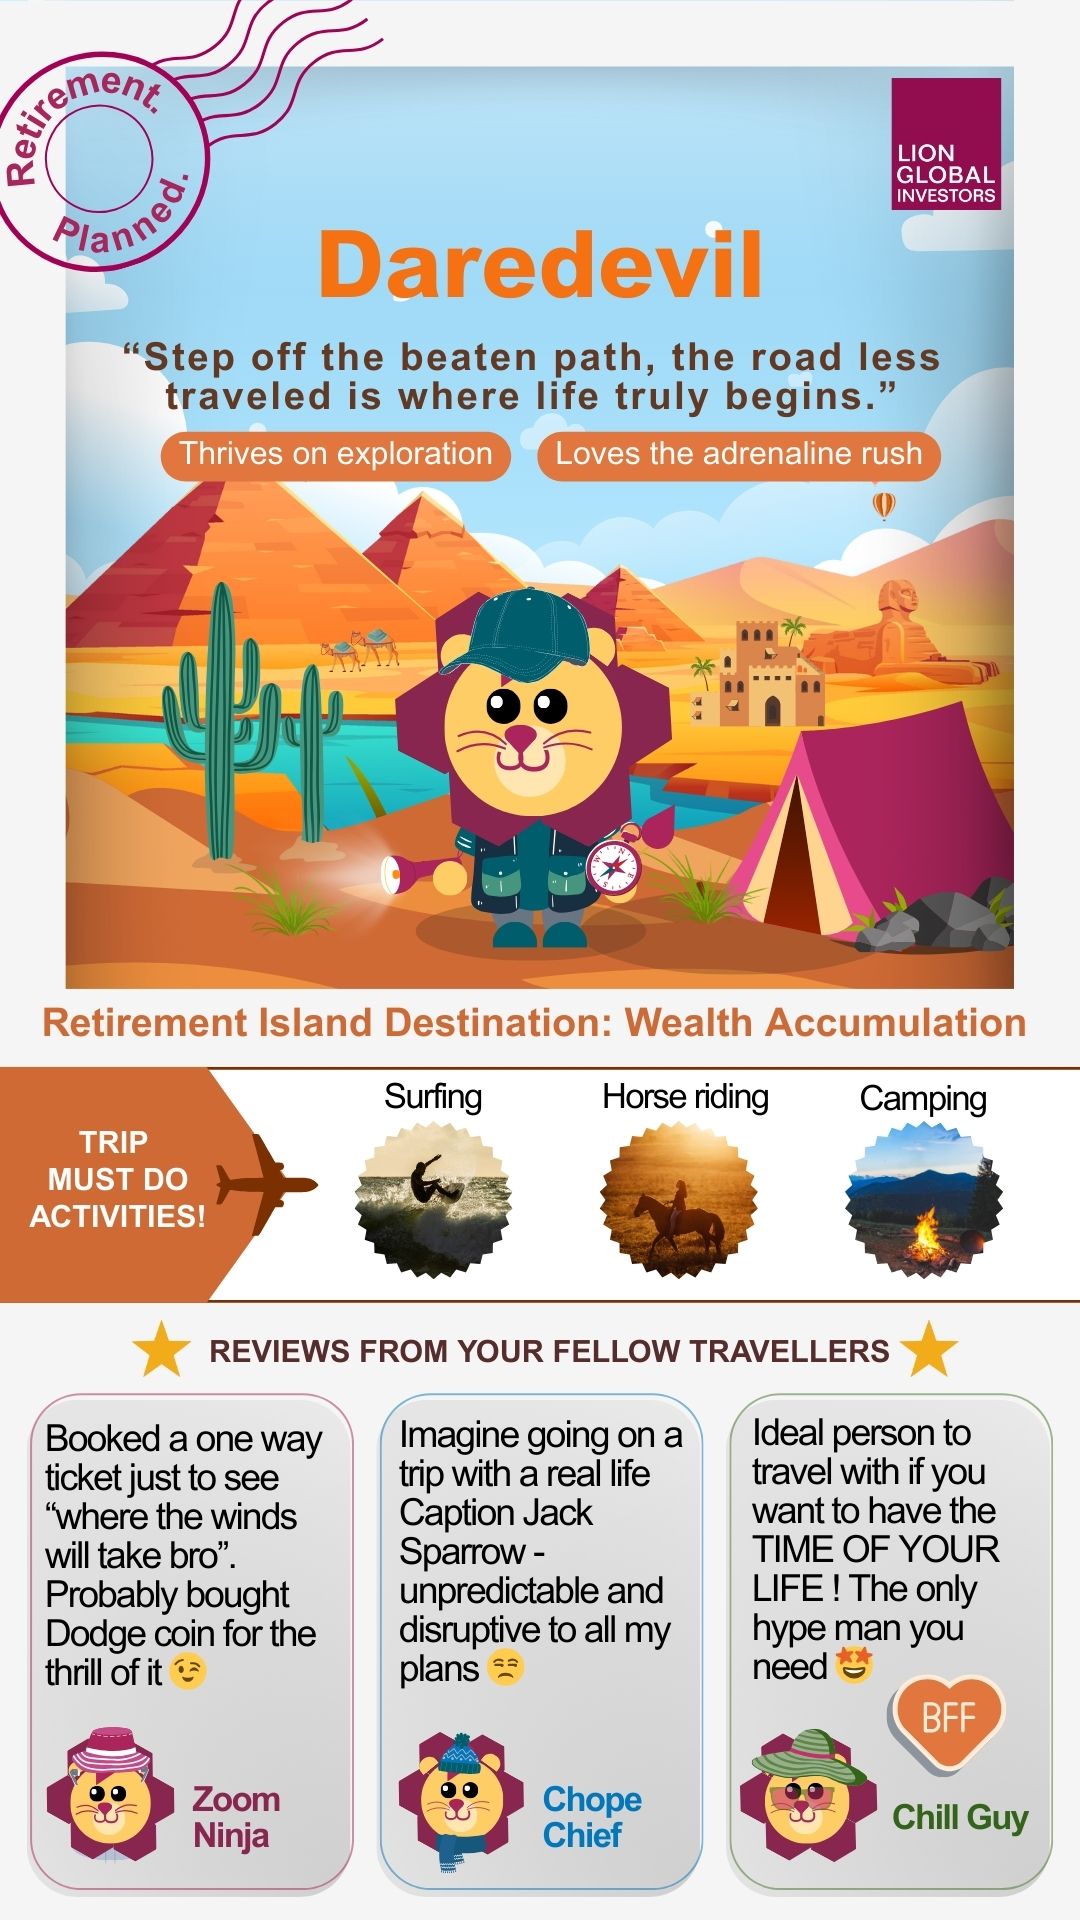 Retirement.
Planned.
LION
GLOBAL
INVESTORS
Daredevil
“Step off the beaten path, the road less
traveled is where life truly begins.”
Thrives on exploration
Loves the adrenaline rush
N
E
S
W
Retirement Island Destination: Wealth Accumulation
TRIP
MUST DO
ACTIVITIES!
Surfing
Horse riding
Camping
REVIEWS FROM YOUR FELLOW TRAVELLERS
Booked a one way
ticket just to see
“where the winds
will take bro”.
Probably bought
Dodge coin for the
thrill of it 😉
Zoom
Ninja
Imagine going on a
trip with a real life
Caption Jack
Sparrow -
unpredictable and
disruptive to all my
plans 😒
Chope
Chief
Ideal person to
travel with if you
want to have the
TIME OF YOUR
LIFE ! The only
hype man you
need 🤩
BFF
Chill Guy